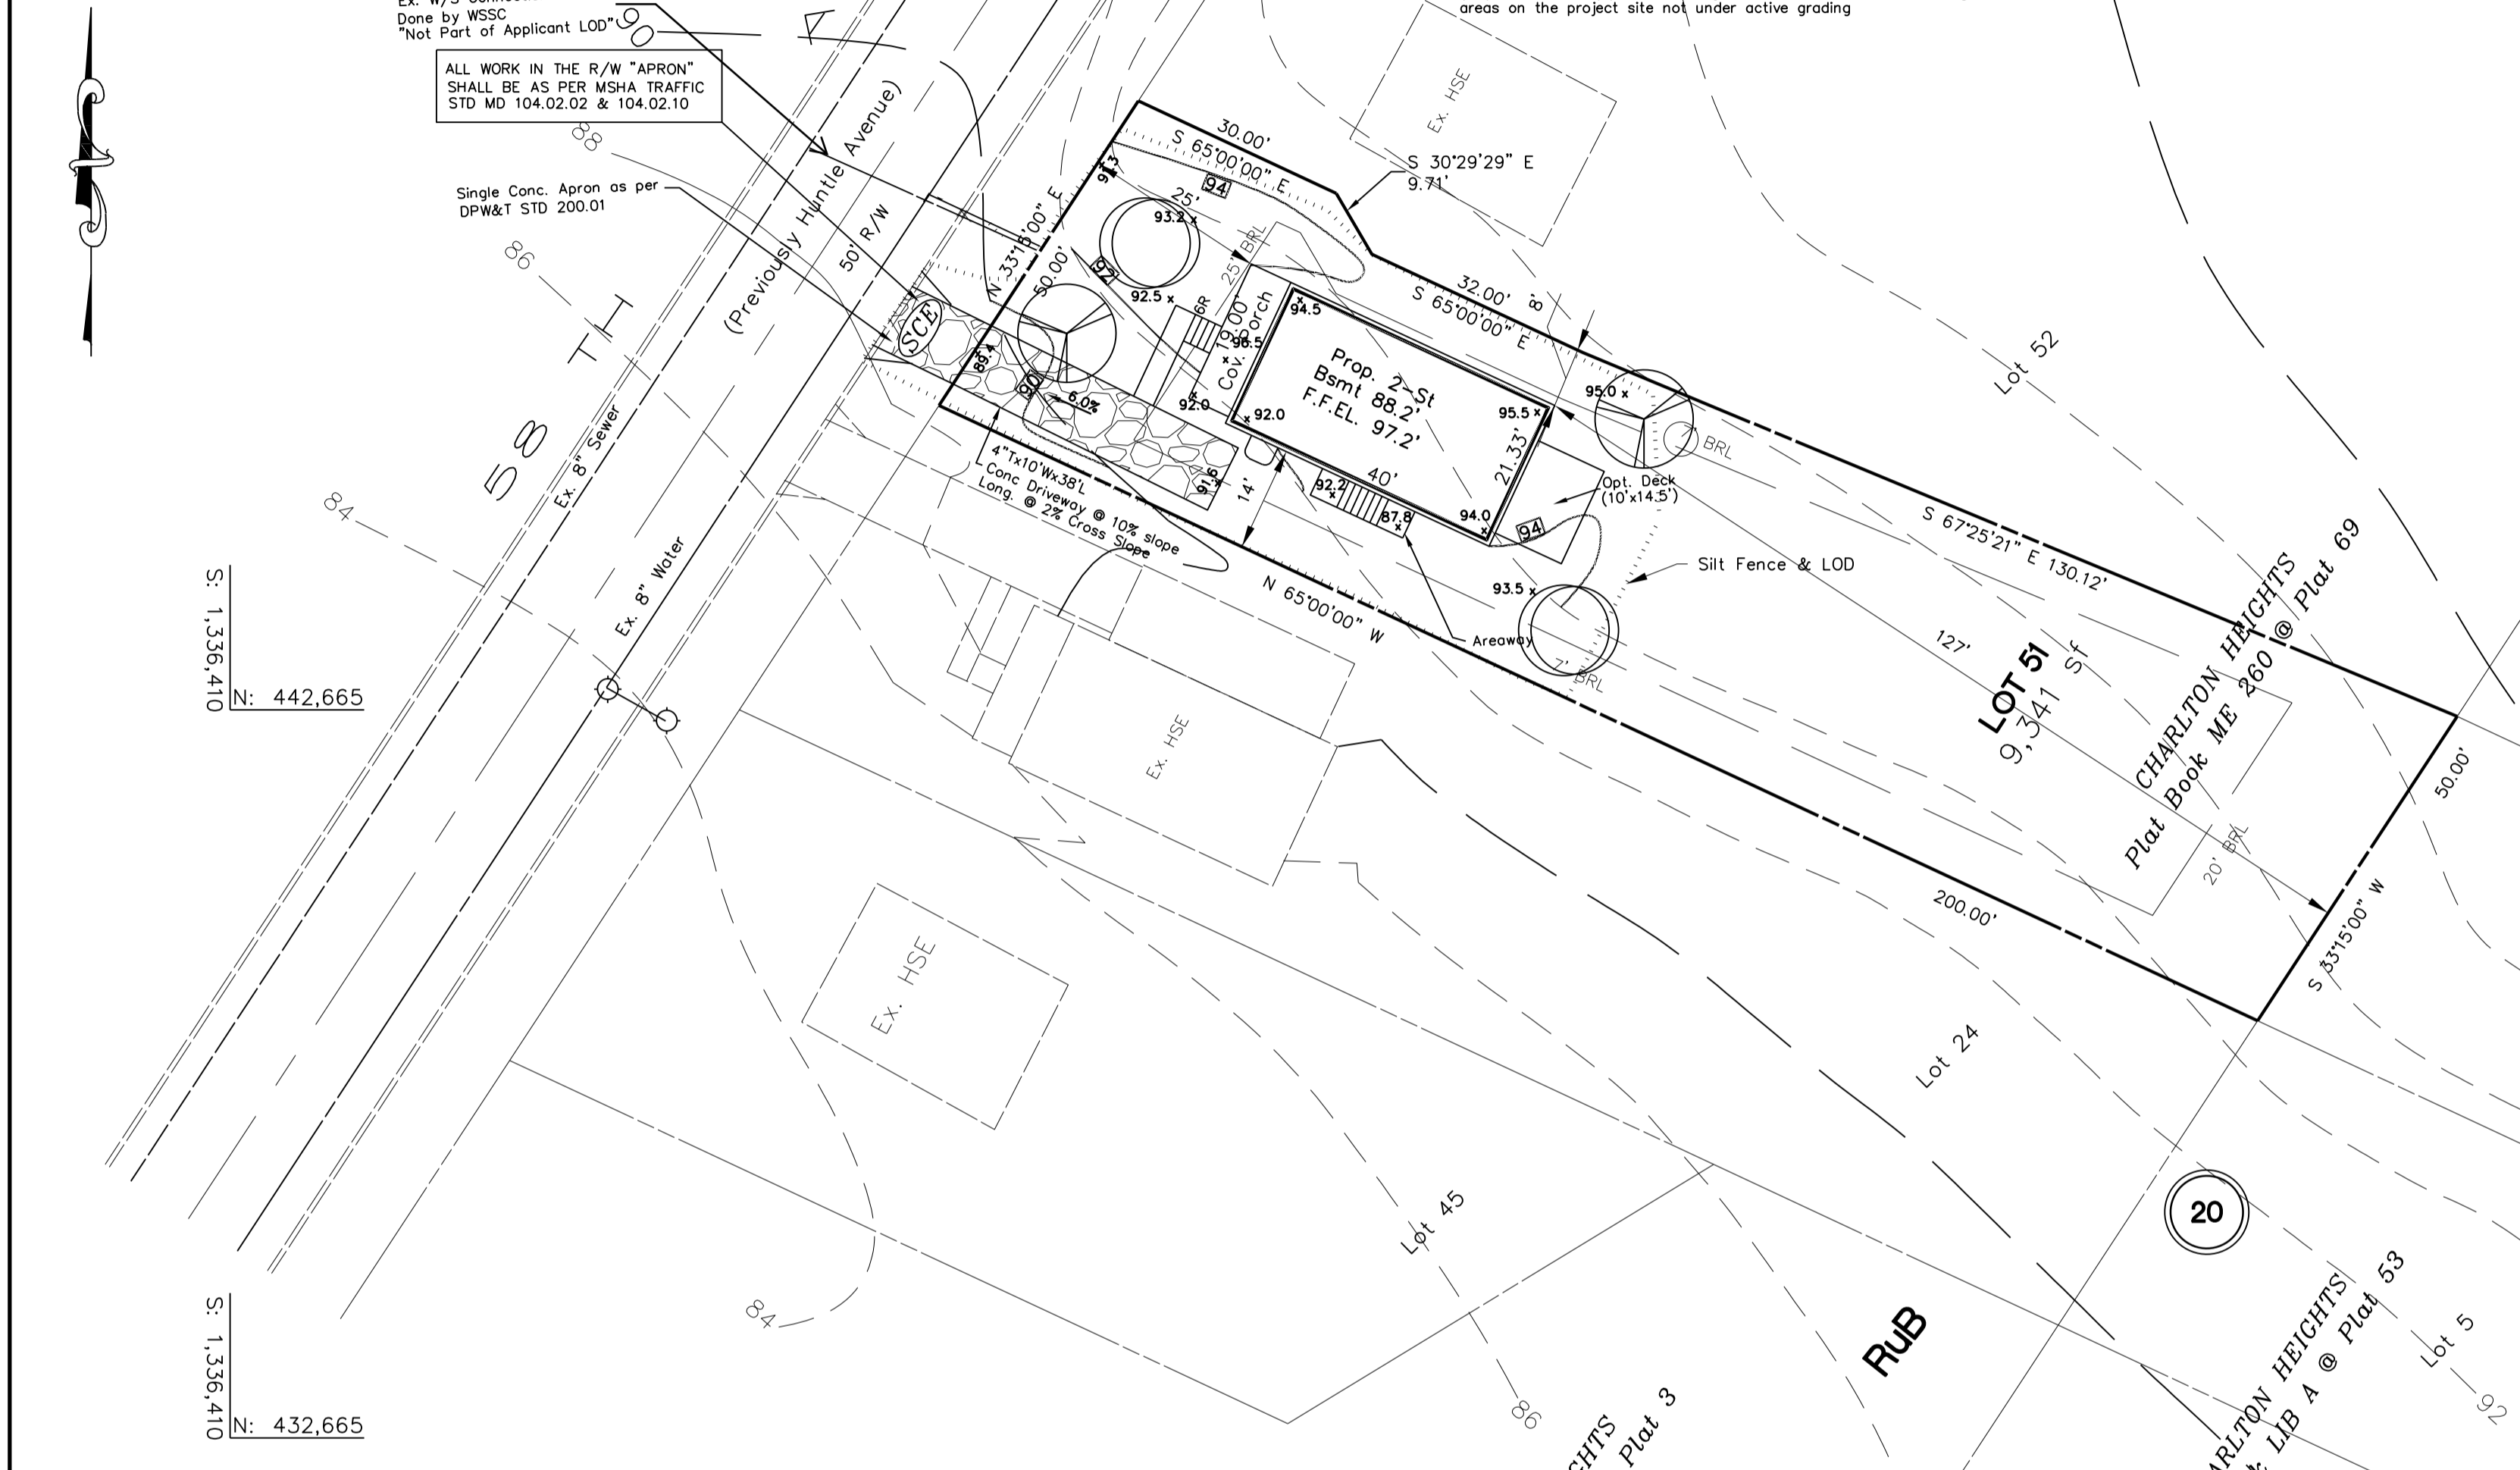 Done by WSSC
"Not Part of Applicant LOD"
90
areas on the project site not under active grading
ALL WORK IN THE R/W "APRON"
SHALL BE AS PER MSHA TRAFFIC
STD MD 104.02.02 & 104.02.10
88
Single Conc. Apron as per
DPW&T STD 200.01
86
84
58
TH
A
(Previously Huntle Avenue)
50' R/W
Ex. 8" Sewer
Ex. 8" Water
Ex. HSE
30.00'
S 65°00'00" E
S 30°29'29" E
9.71'
94
25'
93.2
91.3
N 33°15'00" E
50.00'
25' BRL
92
92.5
6R
19.00'
Cov. Porch
96.5
94.5
SCE
89.4
90
6.0%
92.0
92.0
Prop. 2-St
Bsmt 88.2'
F.F.EL. 97.2'
40'
21.33'
95.5
32.00'
S 65°00'00" E
8'
95.0
7' BRL
Opt. Deck
(10'x14.5')
94
94.0
92.2
87.8
91.6
14'
4"Tx10'Wx38'L
Conc Driveway @ 10% slope
Long. @ 2% Cross Slope
N 65°00'00" W
93.5
Silt Fence & LOD
Areaway
7' BRL
Lot 52
S 67°25'21" E 130.12'
127'
LOT 51
9,341 Sf
CHARLTON HEIGHTS
Plat Book ME 260 @ Plat 69
20' BRL
50.00'
S 33°15'00" W
200.00'
S: 1,336,410
N: 442,665
Ex. HSE
Ex. HSE
Lot 24
Lot 45
20
84
86
RuB
Lot 5
92
S: 1,336,410
N: 432,665
Plat 3
LIB A @ Plat 53